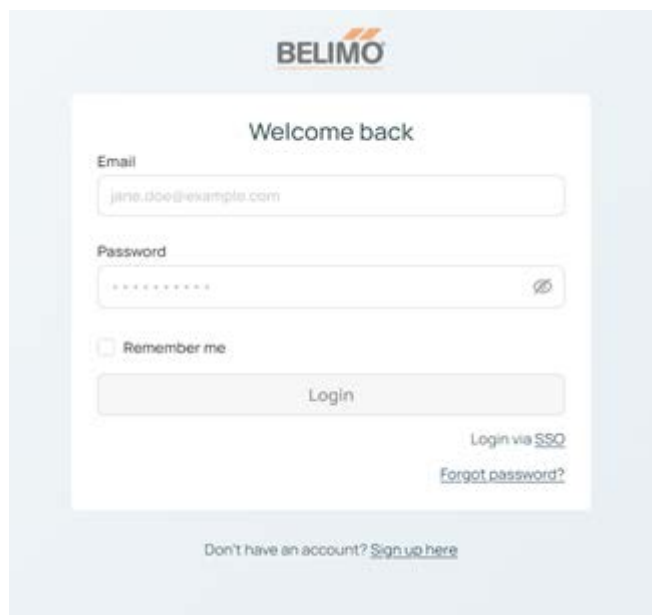 BELIMO
Welcome back
Email
jane.doe@example.com
Password
Remember me
Login
Login via SSO
Forgot password?
Don't have an account? Sign up here